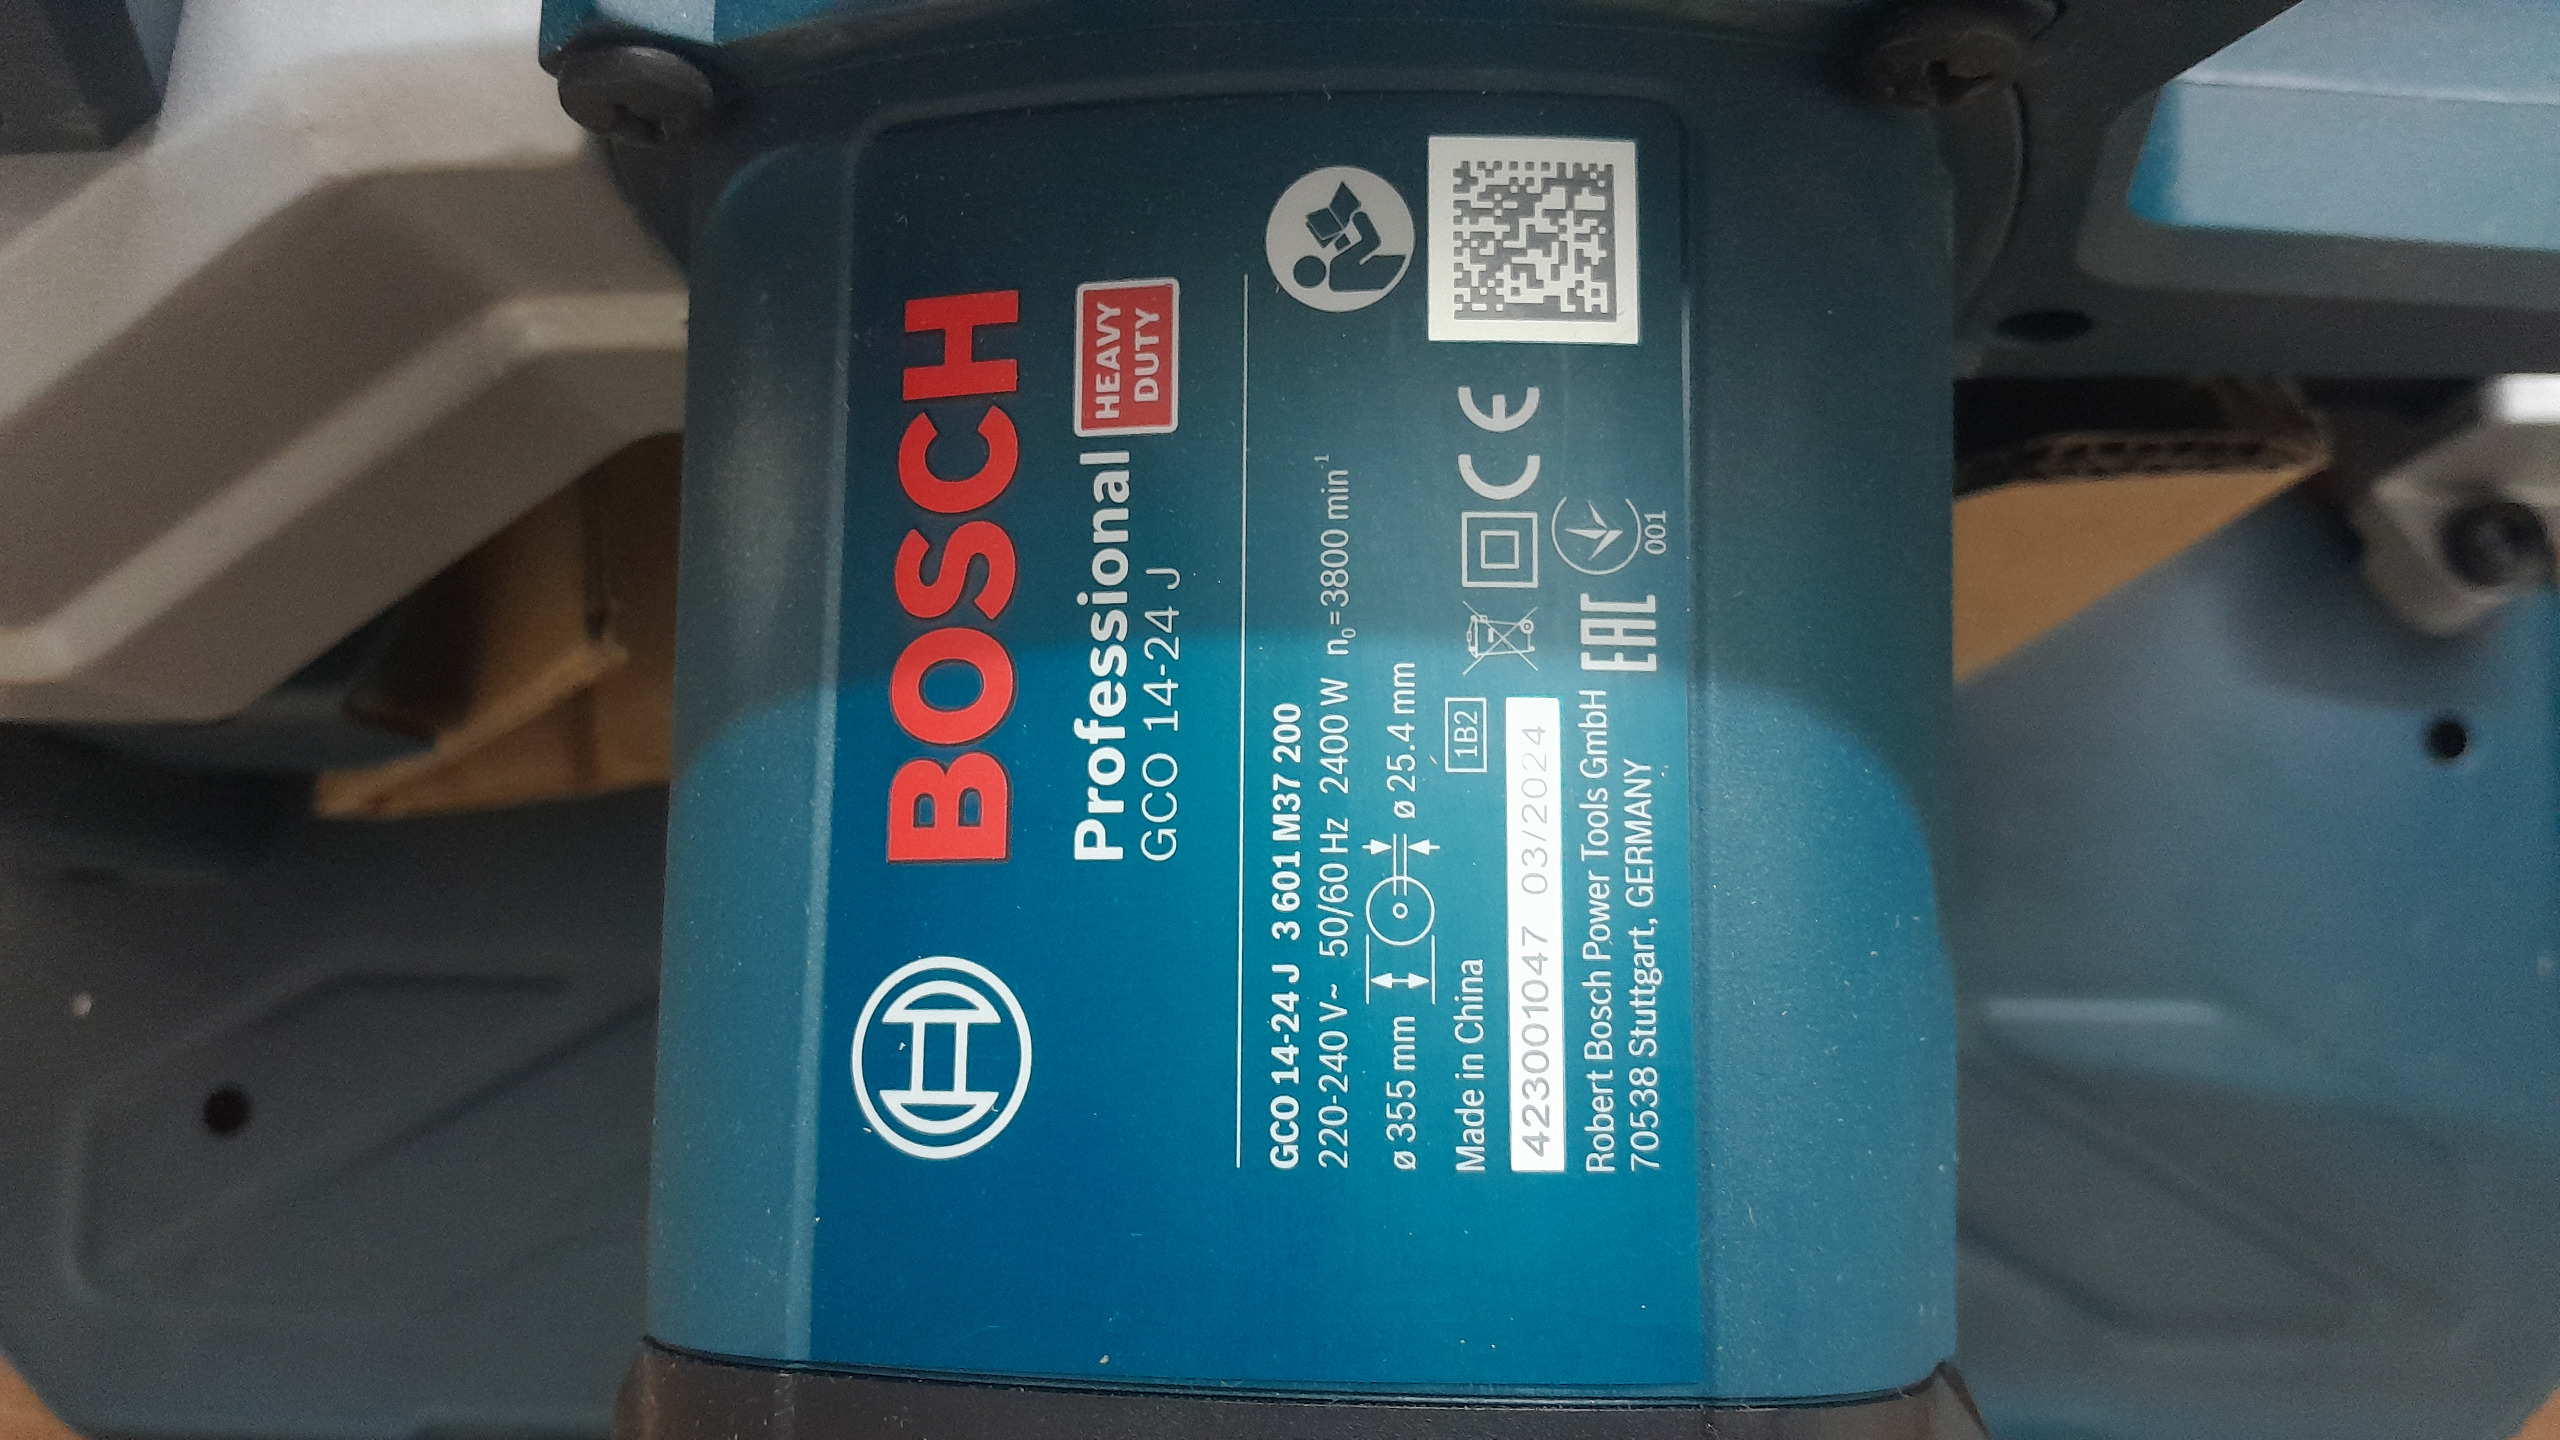 BOSCH
Professional HEAVY DUTY
GCO 14-24 J
GCO 14-24 J 3 601 M37 200
220-240 V~ 50/60 Hz 2400 W n₀=3800 min⁻¹
ø 355 mm ø 25.4 mm
Made in China 1B2 CE
423001047 03/2024
Robert Bosch Power Tools GmbH EAC
70538 Stuttgart, GERMANY 001